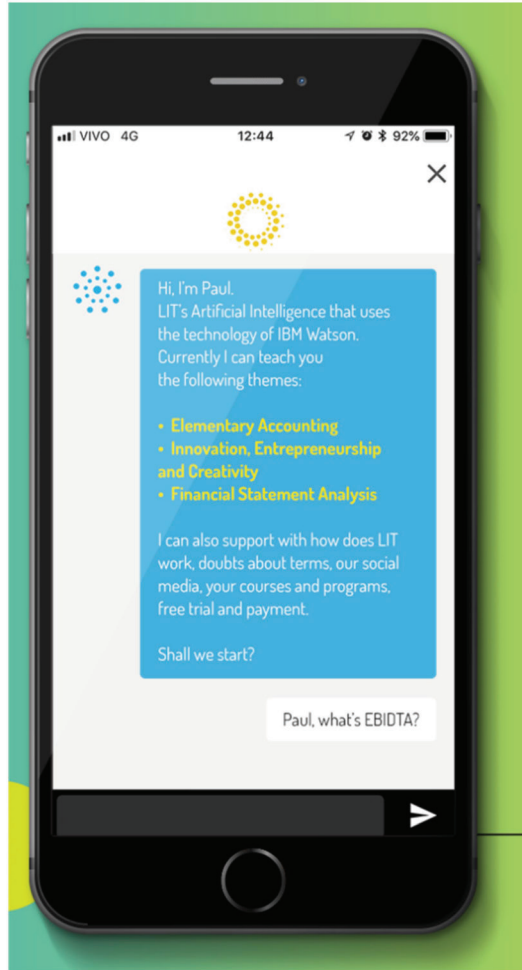 VIVO 4G 12:44 92%
Hi, I'm Paul.
LIT's Artificial Intelligence that uses
the technology of IBM Watson.
Currently I can teach you
the following themes:
• Elementary Accounting
• Innovation, Entrepreneurship
and Creativity
• Financial Statement Analysis
I can also support with how does LIT
work, doubts about terms, our social
media, your courses and programs,
free trial and payment.
Shall we start?
Paul, what's EBIDTA?